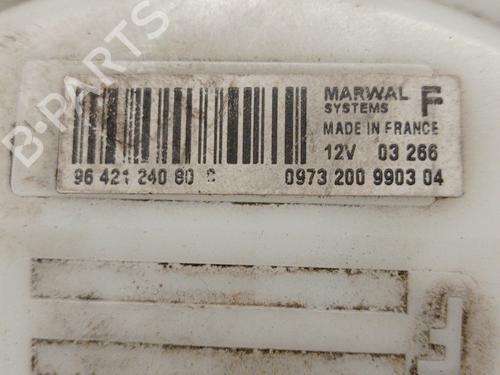 B-PARTS
MARWAL F
SYSTEMS
MADE IN FRANCE
12V 03 266
96 421 240 80
0973 200 9903 04
F